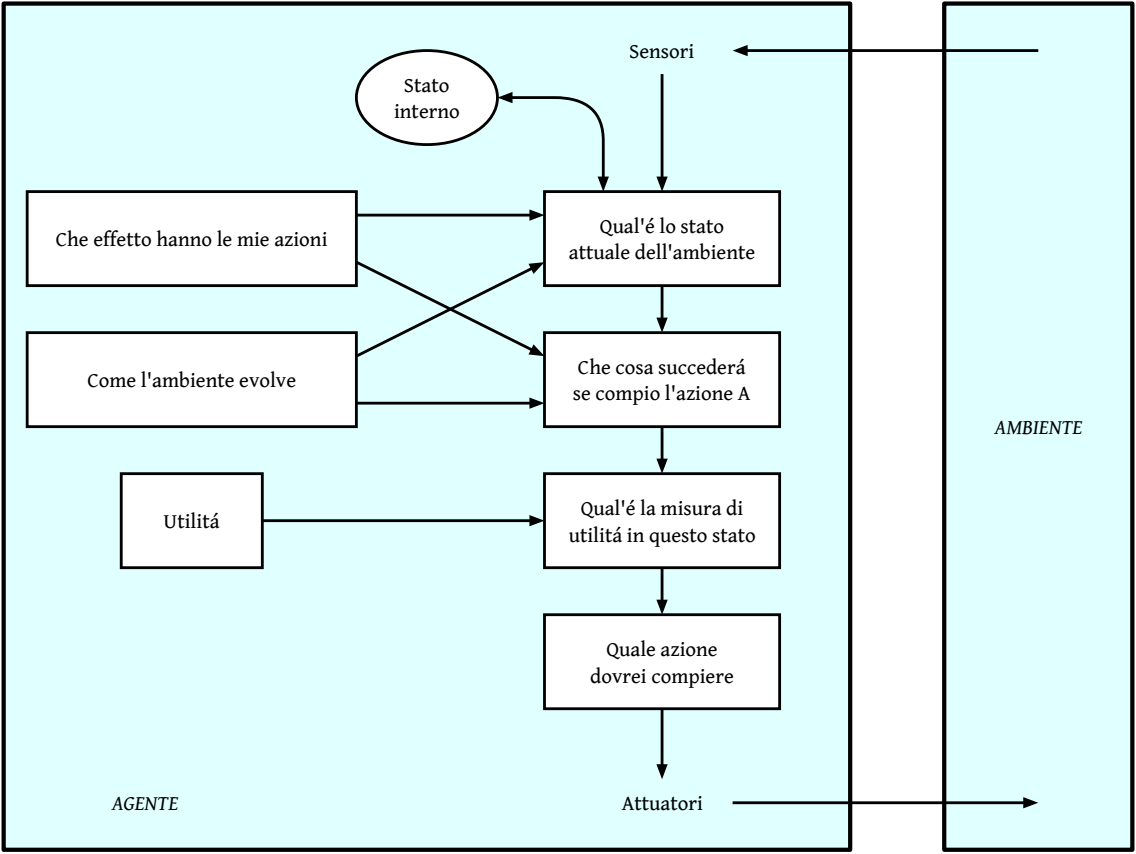 Sensori
Stato
interno
Che effetto hanno le mie azioni
Qual'é lo stato
attuale dell'ambiente
Come l'ambiente evolve
Che cosa succederá
se compio l'azione A
AMBIENTE
Utilitá
Qual'é la misura di
utilitá in questo stato
Quale azione
dovrei compiere
AGENTE
Attuatori